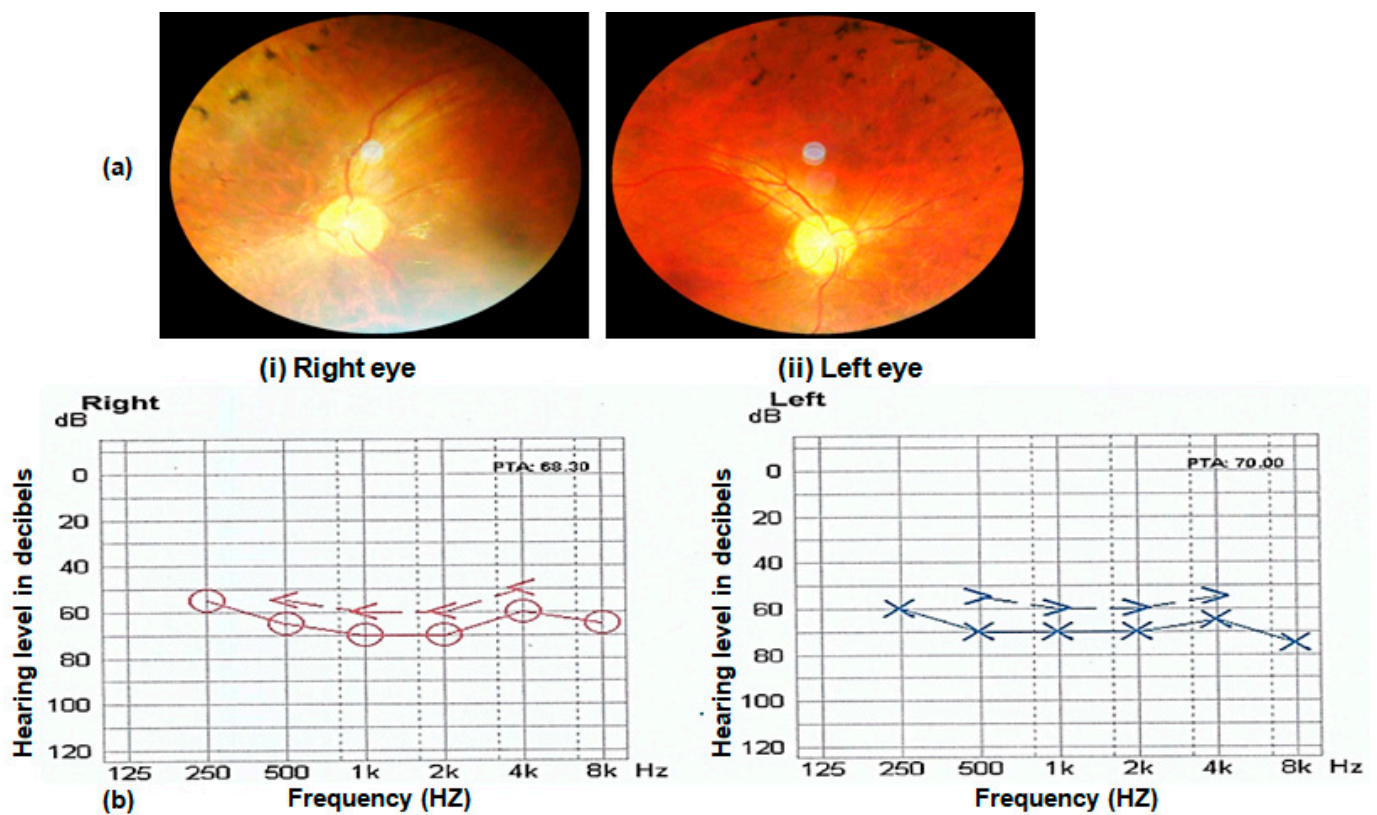 (a)
(i) Right eye
(ii) Left eye
Right
dB
PTA: 68.30
Hearing level in decibels
0
20
40
60
80
100
120
125 250 500 1k 2k 4k 8k Hz
Frequency (HZ)
Left
dB
PTA: 70.00
Hearing level in decibels
0
20
40
60
80
100
120
125 250 500 1k 2k 4k 8k Hz
Frequency (HZ)
(b)